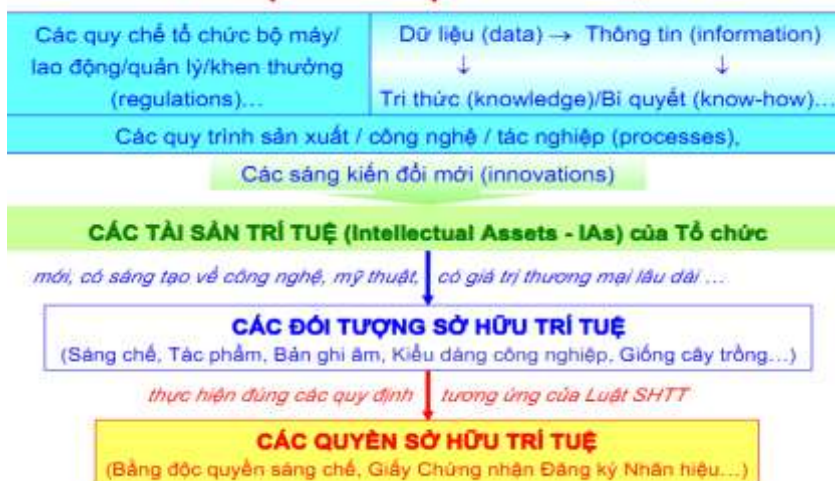 Các quy chế tổ chức bộ máy/
lao động/quản lý/khen thưởng
(regulations)…
Dữ liệu (data) → Thông tin (information)
↓ ↓
Tri thức (knowledge)/Bí quyết (know-how)…
Các quy trình sản xuất / công nghệ / tác nghiệp (processes),
Các sáng kiến đổi mới (innovations)
CÁC TÀI SẢN TRÍ TUỆ (Intellectual Assets - IAs) của Tổ chức
mới, có sáng tạo về công nghệ, mỹ thuật, có giá trị thương mại lâu dài …
CÁC ĐỐI TƯỢNG SỞ HỮU TRÍ TUỆ
(Sáng chế, Tác phẩm, Bản ghi âm, Kiểu dáng công nghiệp, Giống cây trồng…)
thực hiện đúng các quy định tương ứng của Luật SHTT
CÁC QUYỀN SỞ HỮU TRÍ TUỆ
(Bằng độc quyền sáng chế, Giấy Chứng nhận Đăng ký Nhãn hiệu…)